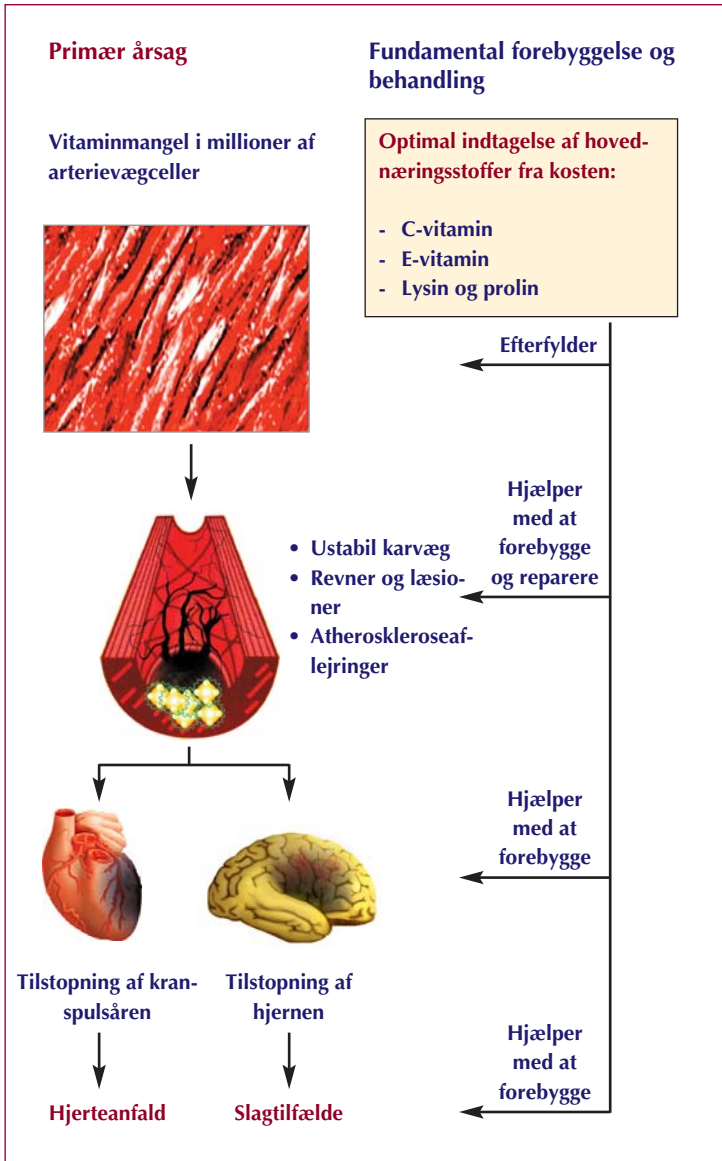 Primær årsag
Fundamental forebyggelse og
behandling
Vitaminmangel i millioner af
arterievægceller
Optimal indtagelse af hoved-
næringsstoffer fra kosten:
- C-vitamin
- E-vitamin
- Lysin og prolin
Efterfylder
Hjælper
med at
forebygge
og reparere
• Ustabil karvæg
• Revner og læsio-
ner
• Atheroskleroseaf-
lejringer
Hjælper
med at
forebygge
Tilstopning af kran-
spulsåren
Tilstopning af
hjernen
Hjælper
med at
forebygge
Hjerteanfald
Slagtilfælde